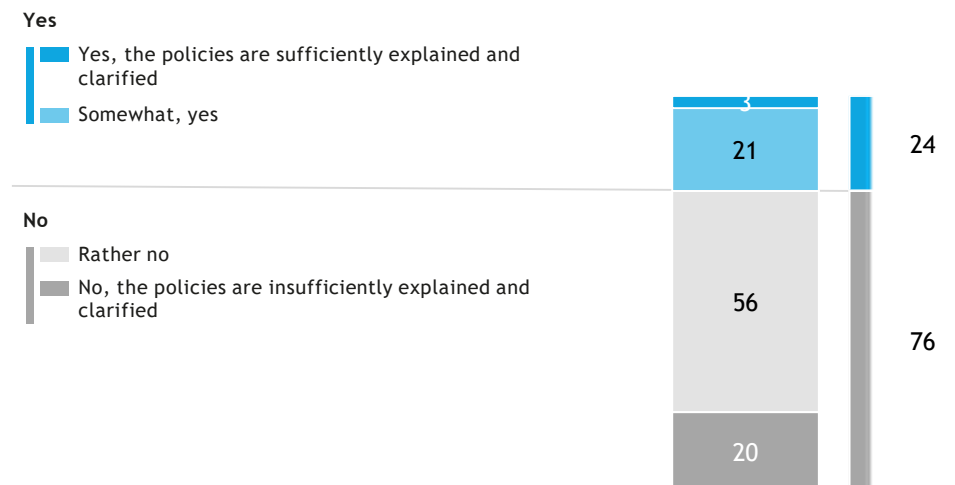 Yes
Yes, the policies are sufficiently explained and
clarified
Somewhat, yes
3
21
24
No
Rather no
No, the policies are insufficiently explained and
clarified
56
76
20